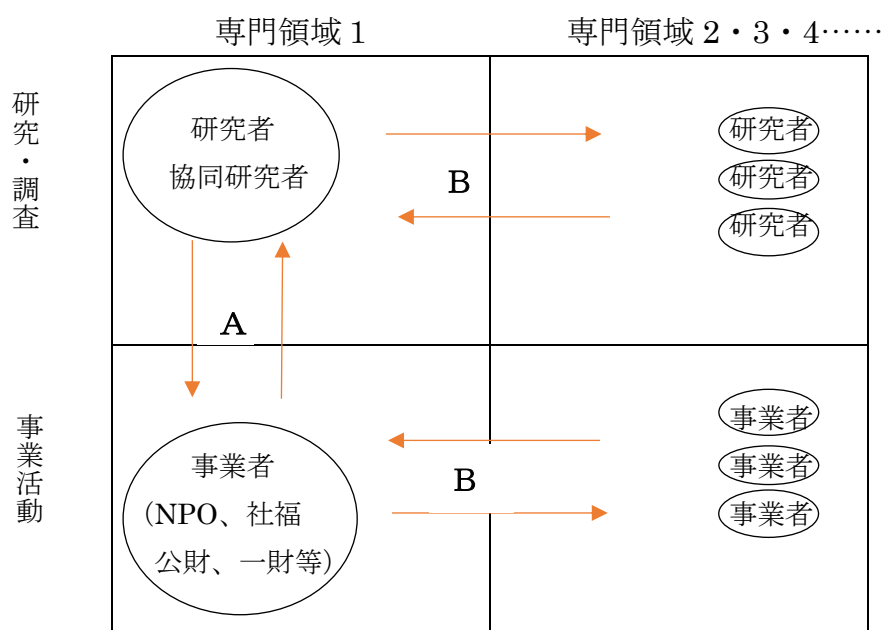 専門領域 1
専門領域 2・3・4……
研究・調査
研究者
協同研究者
B
研究者
研究者
研究者
A
事業活動
事業者
（NPO、社福
公財、一財等）
B
事業者
事業者
事業者